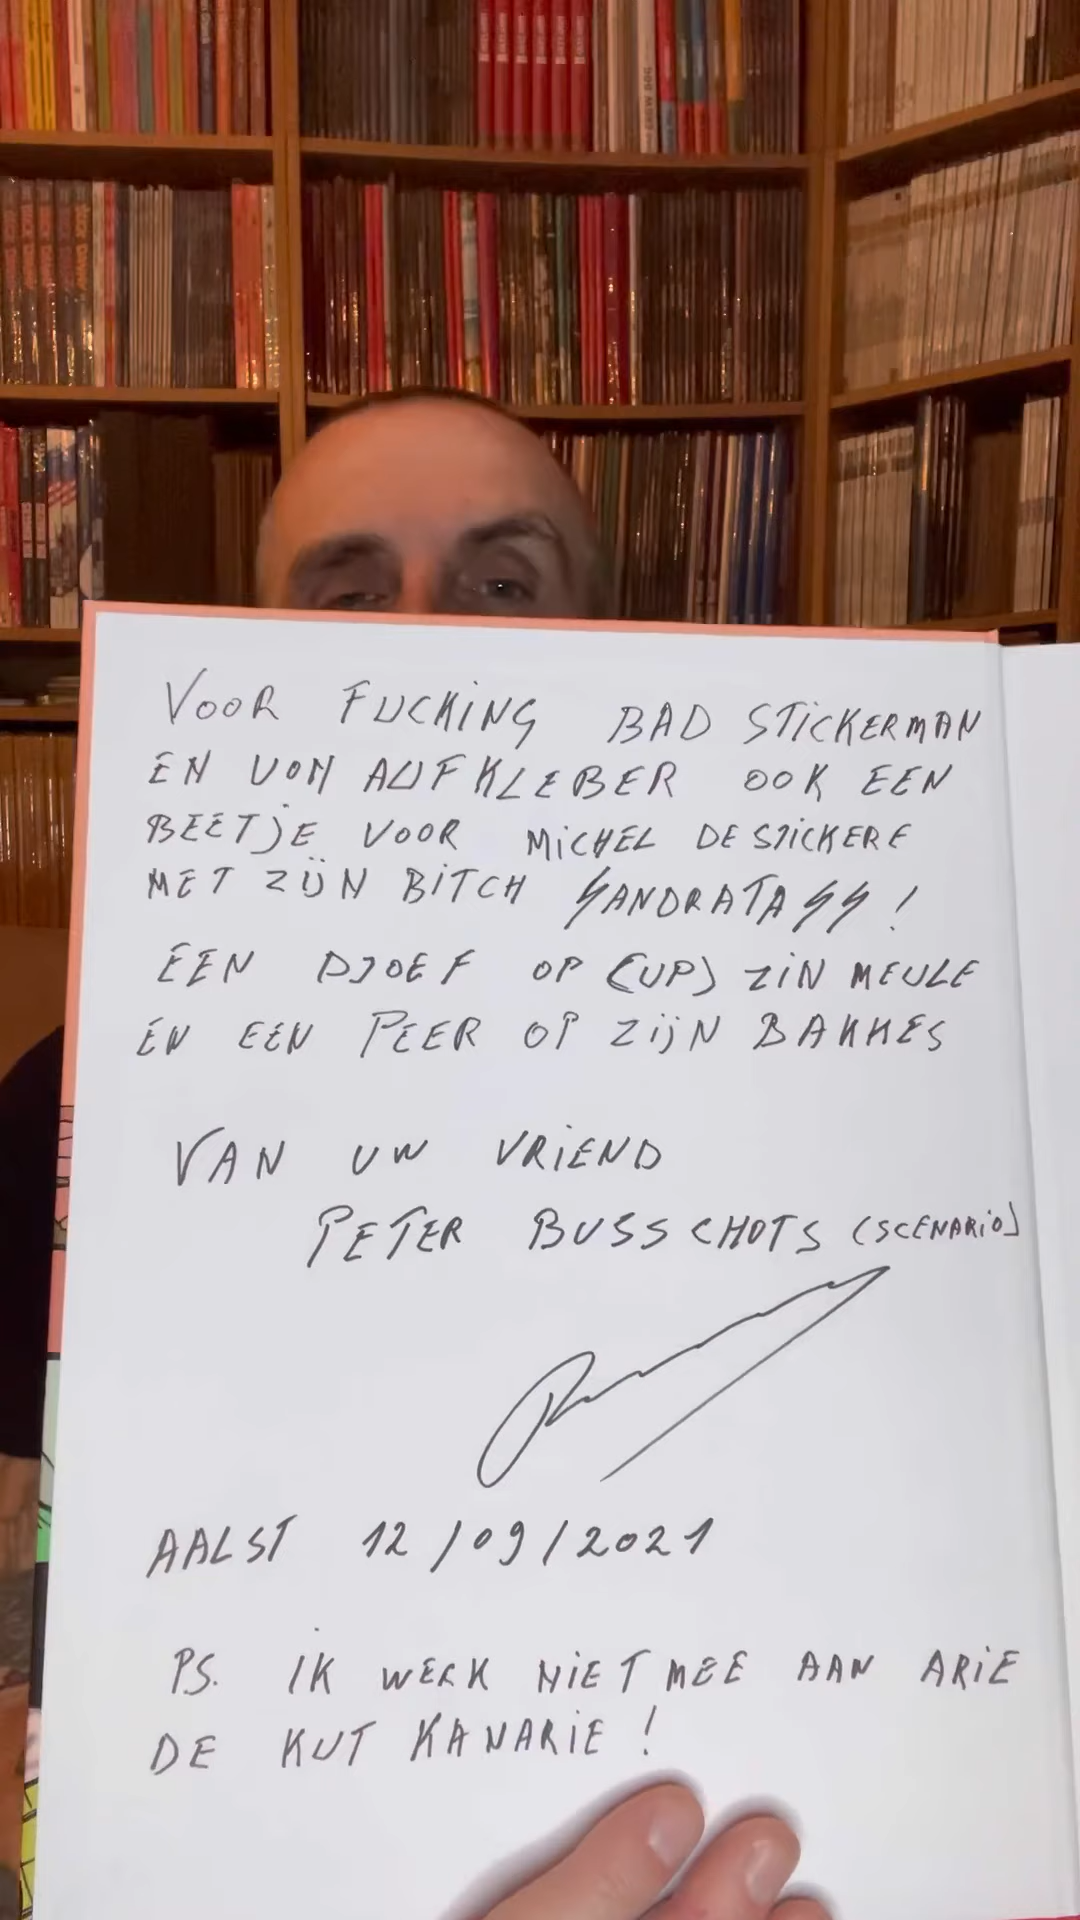 VOOR FUCKING BAD STICKERMAN
EN VON AUFKLEBER OOK EEN
BEETJE VOOR MICHEL DE STICKERE
MET ZIJN BITCH SANDRATASS!
EEN DJOEF OP (UP) ZIN MEULE
EN EEN PEER OP ZIJN BAKKES
VAN UW VRIEND
PETER BUSSCHOTS (SCENARIO)
AALST 12/09/2021
P.S. IK WERK NIET MEE AAN ARIE
DE KUT KANARIE!